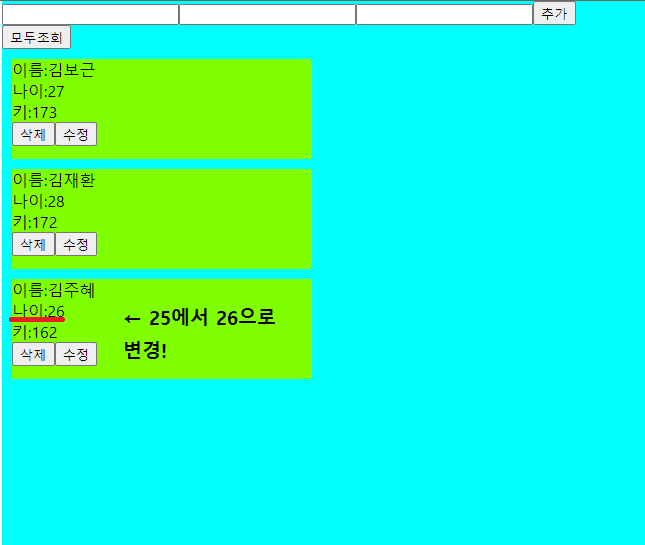 추가
모두조회
이름:김보근
나이:27
키:173
삭제 수정
이름:김재환
나이:28
키:172
삭제 수정
이름:김주혜
나이:26
키:162
삭제 수정
← 25에서 26으로
변경!